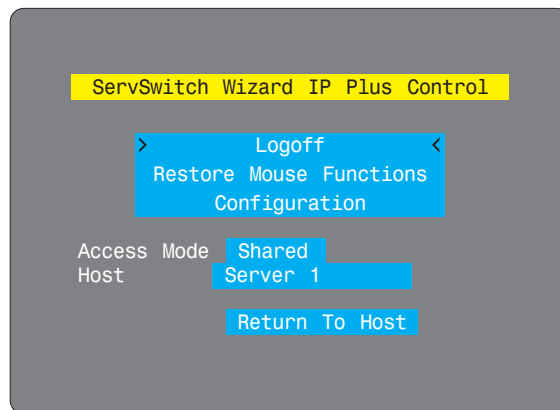 ServSwitch Wizard IP Plus Control
> Logoff <
Restore Mouse Functions
Configuration
Access Mode Shared
Host Server 1
Return To Host